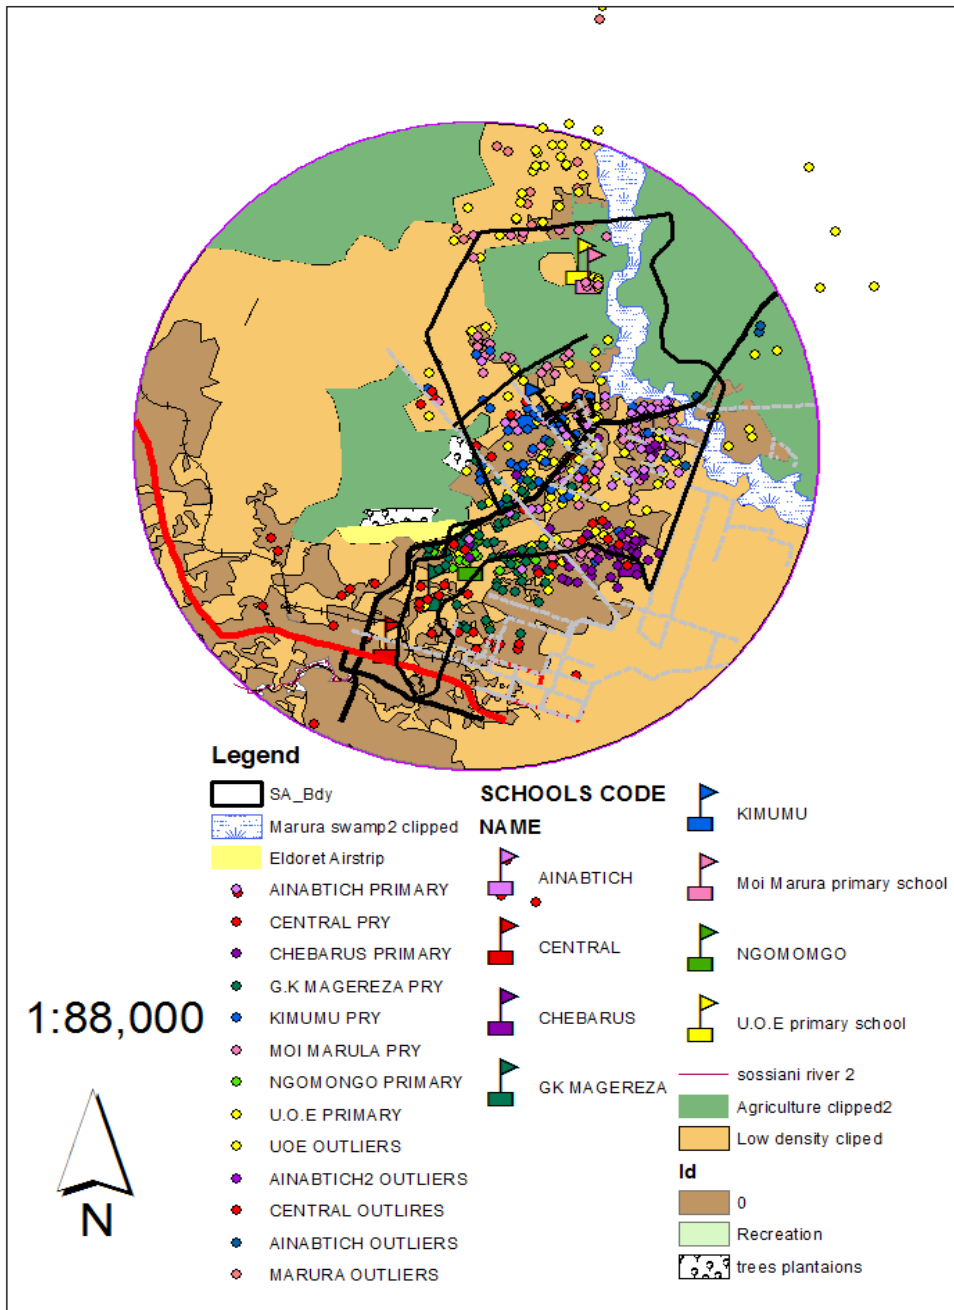 Legend
SA_Bdy
Marura swamp2 clipped
Eldoret Airstrip
AINABTICH PRIMARY
CENTRAL PRY
CHEBARUS PRIMARY
G.K MAGEREZA PRY
KIMUMU PRY
MOI MARULA PRY
NGOMONGO PRIMARY
U.O.E PRIMARY
UOE OUTLIERS
AINABTICH2 OUTLIERS
CENTRAL OUTLIRES
AINABTICH OUTLIERS
MARURA OUTLIERS
1:88,000
N
SCHOOLS CODE
NAME
AINABTICH
CENTRAL
CHEBARUS
GK MAGEREZA
KIMUMU
Moi Marura primary school
NGOMOMGO
U.O.E primary school
sossiani river 2
Agriculture clipped2
Low density cliped
Id
0
Recreation
trees plantaions